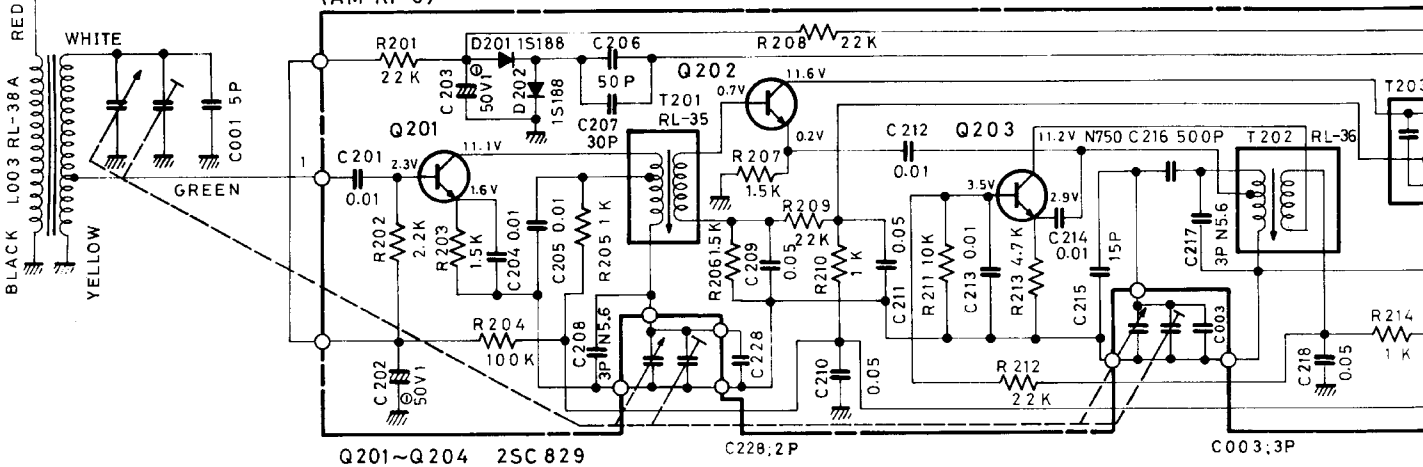 (AM RF
RED
WHITE
BLACK L003 RL-38A
YELLOW
GREEN
C001 5P
1
R201
22K
C203
⊖ 50V1
D201 1S188
D202
1S188
C206
50P
C207
30P
R208 22K
Q202
11.6V
0.7V
0.2V
T201
RL-35
Q201
11.1V
2.3V
1.6V
C201
0.01
R202
2.2K
R203
1.5K
C204 0.01
C205 0.01
R205 1K
R207
1.5K
R209
22K
C212
0.01
Q203
11.2V
3.5V
2.9V
N750 C216 500P
T202
RL-36
T203
R206 1.5K
C209
0.05
R210
1K
C211
0.05
R211 10K
C213 0.01
R213 4.7K
C214
0.01
C215
15P
C217
3P N5.6
C003
R204
100K
C202
⊖ 50V1
C208
3P N5.6
C228
C210
0.05
R212
22K
C218
0.05
R214
1K
Q201~Q204 2SC829
C228;2P
C003;3P